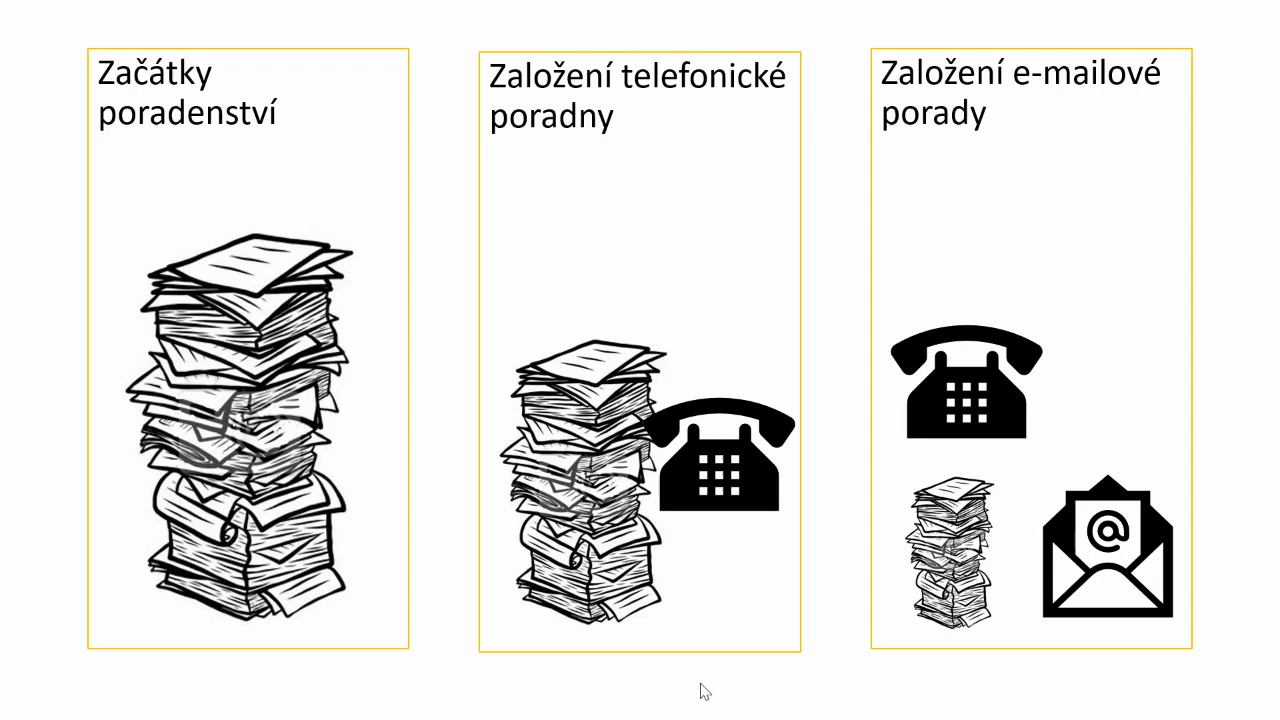 Začátky
poradenství
Založení telefonické
poradny
Založení e-mailové
porady
@